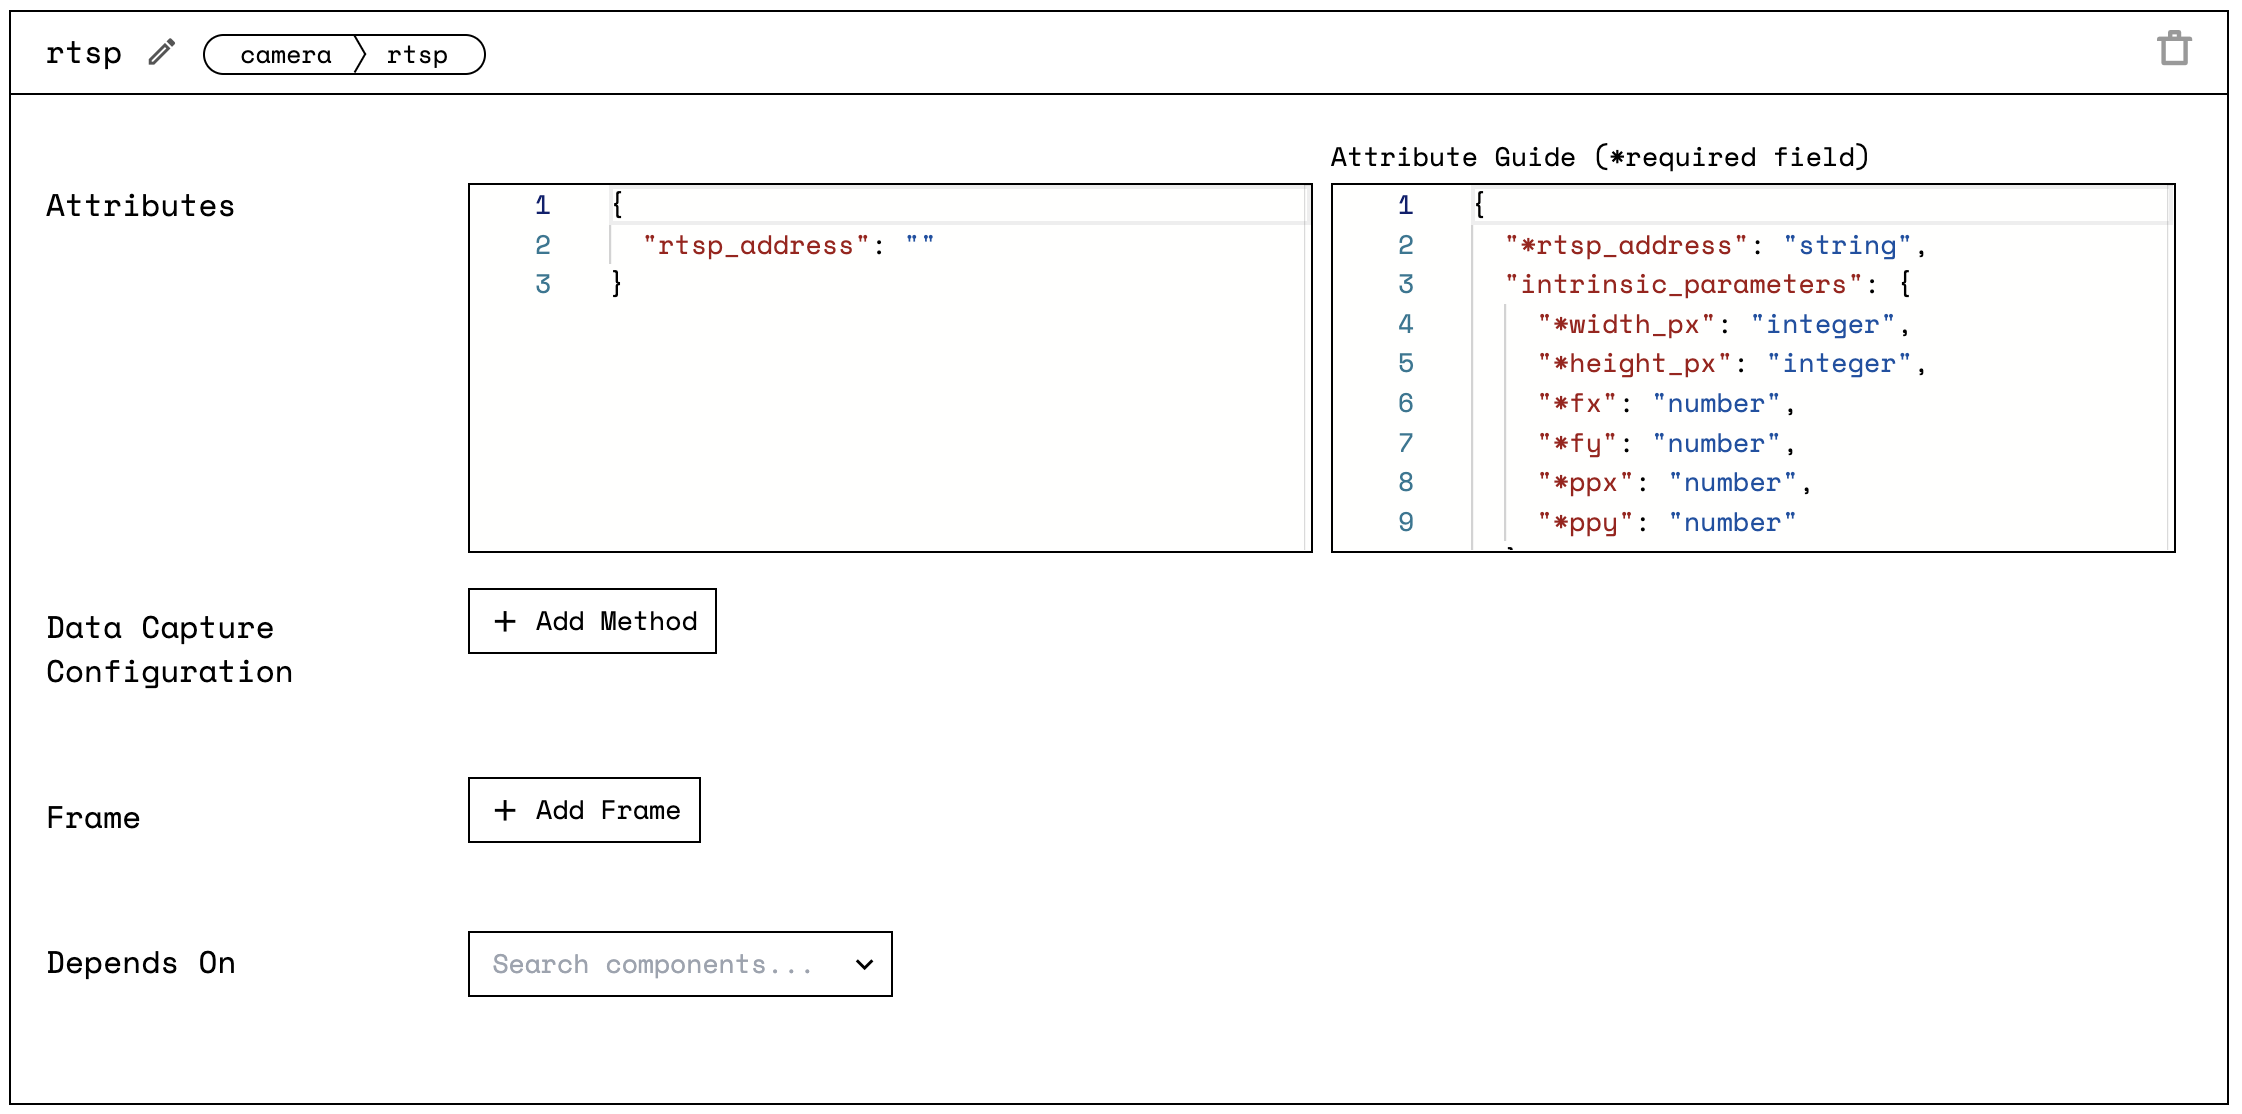 rtsp camera rtsp
Attribute Guide (*required field)
Attributes
1 {
2 "rtsp_address": ""
3 }
1 {
2 "*rtsp_address": "string",
3 "intrinsic_parameters": {
4 "*width_px": "integer",
5 "*height_px": "integer",
6 "*fx": "number",
7 "*fy": "number",
8 "*ppx": "number",
9 "*ppy": "number"
Data Capture
Configuration
+ Add Method
Frame
+ Add Frame
Depends On
Search components...